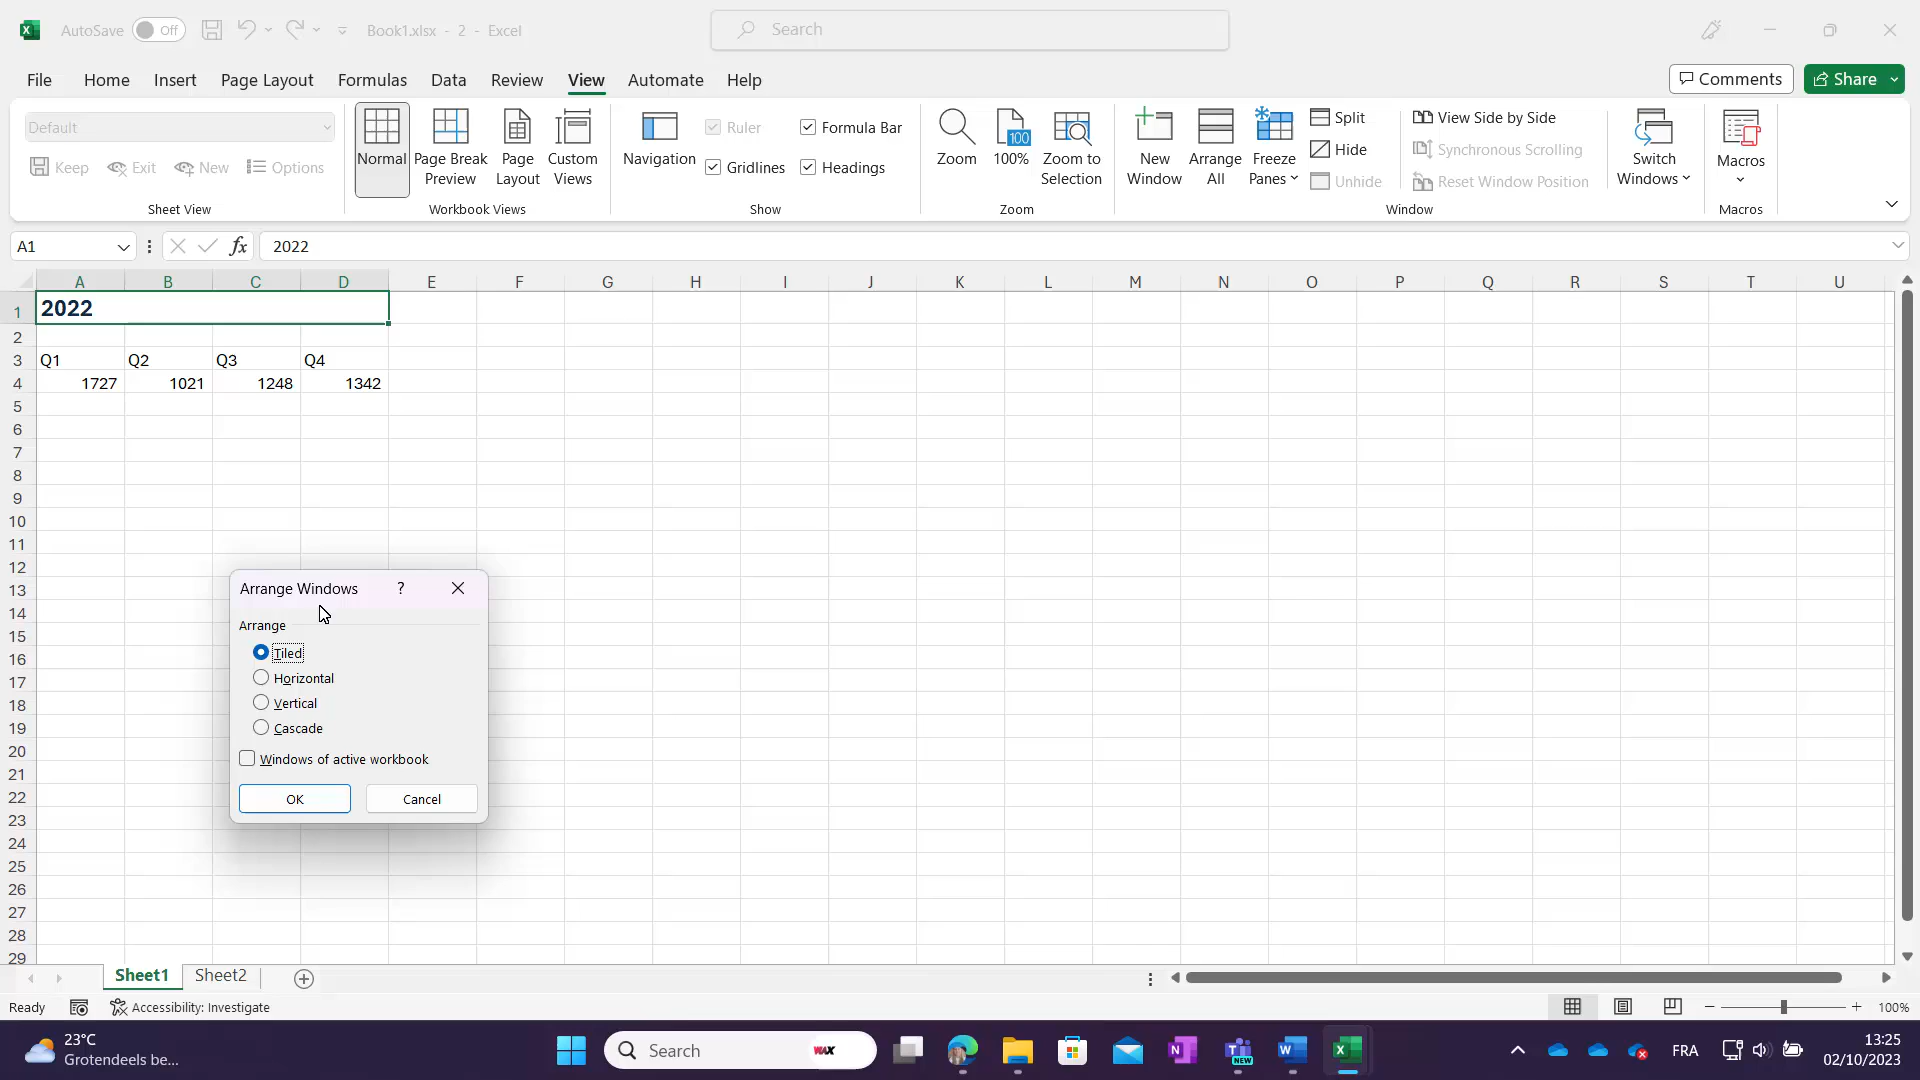 AutoSave Off Book1.xlsx - 2 - Excel Search
File Home Insert Page Layout Formulas Data Review View Automate Help Comments Share
Default
Keep Exit New Options
Sheet View
Normal Page Break Preview Page Layout Custom Views
Workbook Views
Navigation Ruler Formula Bar
Gridlines Headings
Show
Zoom 100 100% Zoom to Selection
Zoom
New Window Arrange All Freeze Panes
Split
Hide
Unhide
View Side by Side
Synchronous Scrolling
Reset Window Position
Switch Windows
Window
Macros
Macros
A1 fx 2022
A B C D E F G H I J K L M N O P Q R S T U
1 2022
2
3 Q1 Q2 Q3 Q4
4 1727 1021 1248 1342
5
6
7
8
9
10
11
12
13
14
15
16
17
18
19
20
21
22
23
24
25
26
27
28
29
Arrange Windows ?
Arrange
Tiled
Horizontal
Vertical
Cascade
Windows of active workbook
OK Cancel
Sheet1 Sheet2
Ready Accessibility: Investigate 100%
23°C
Grotendeels be...
Search WAX
NEW
FRA
13:25
02/10/2023